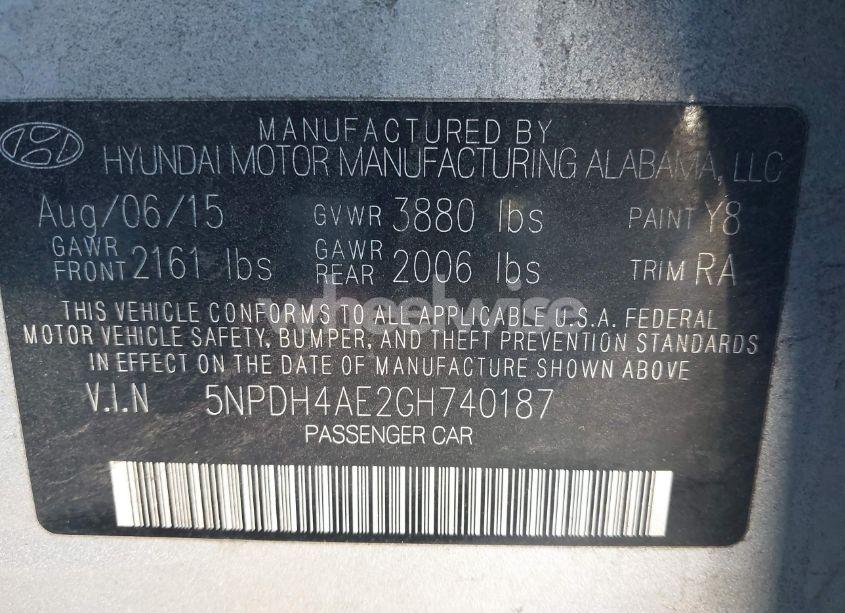 MANUFACTURED BY
HYUNDAI MOTOR MANUFACTURING ALABAMA, LLC
Aug/06/15 GVWR 3880 lbs PAINT Y8
GAWR FRONT 2161 lbs GAWR REAR 2006 lbs TRIM RA
wheelwise
THIS VEHICLE CONFORMS TO ALL APPLICABLE U.S.A. FEDERAL
MOTOR VEHICLE SAFETY, BUMPER, AND THEFT PREVENTION STANDARDS
IN EFFECT ON THE DATE OF MANUFACTURE SHOWN ABOVE
V.I.N 5NPDH4AE2GH740187
PASSENGER CAR